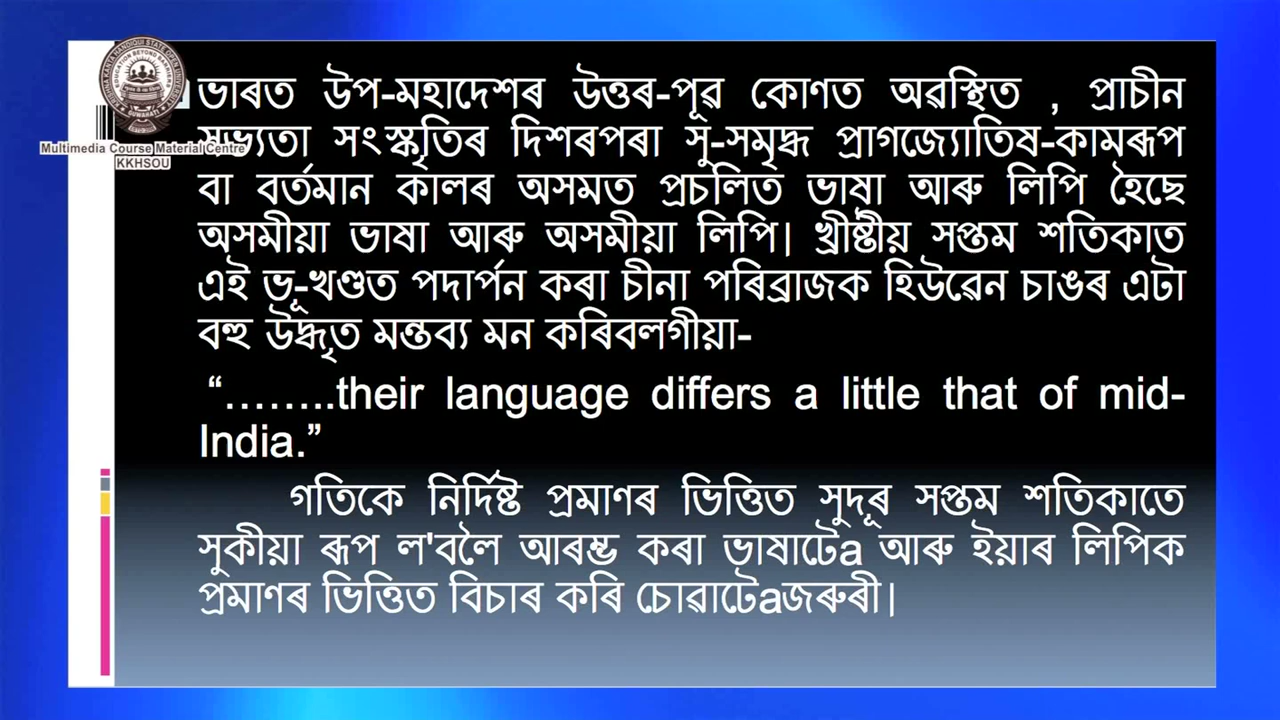 ভাৰত উপ-মহাদেশৰ উত্তৰ-পূৱ কোণত অৱস্থিত , প্ৰাচীন
সভ্যতা সংস্কৃতিৰ দিশৰপৰা সু-সমৃদ্ধ প্ৰাগজ্যোতিষ-কামৰূপ
Multimedia Course Material Centre
KKHSOU
বা বৰ্তমান কালৰ অসমত প্ৰচলিত ভাষা আৰু লিপি হৈছে
অসমীয়া ভাষা আৰু অসমীয়া লিপি। খ্ৰীষ্টীয় সপ্তম শতিকাত
এই ভূ-খণ্ডত পদাৰ্পন কৰা চীনা পৰিব্ৰাজক হিউৱেন চাঙৰ এটা
বহু উদ্ধৃত মন্তব্য মন কৰিবলগীয়া-
“……..their language differs a little that of mid-
India.”
গতিকে নিৰ্দিষ্ট প্ৰমাণৰ ভিত্তিত সুদূৰ সপ্তম শতিকাতে
সুকীয়া ৰূপ ল'বলৈ আৰম্ভ কৰা ভাষাটোa আৰু ইয়াৰ লিপিক
প্ৰমাণৰ ভিত্তিত বিচাৰ কৰি চোৱাটোaজৰুৰী।